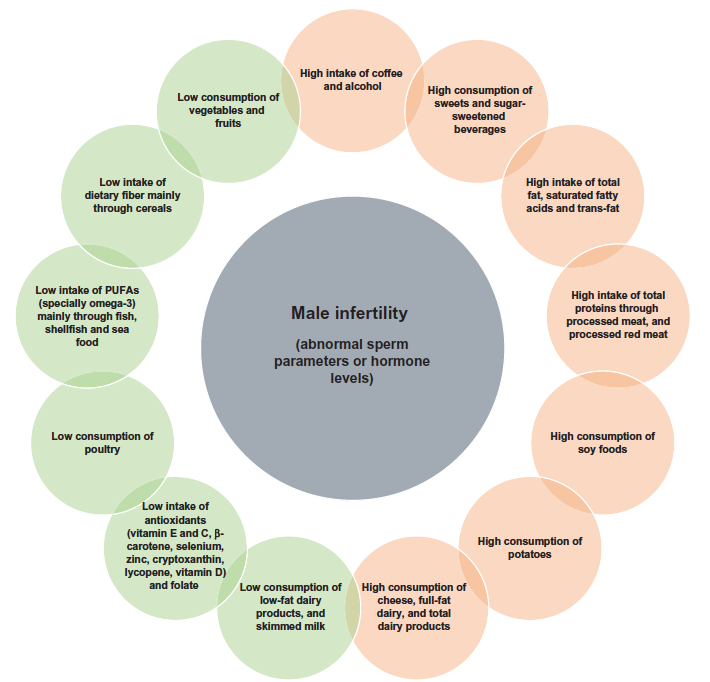 High intake of coffee
and alcohol
High consumption of
sweets and sugar-
sweetened
beverages
High intake of total
fat, saturated fatty
acids and trans-fat
High intake of total
proteins through
processed meat, and
processed red meat
High consumption of
soy foods
High consumption of
potatoes
High consumption of
cheese, full-fat
dairy, and total
dairy products
Low consumption of
low-fat dairy
products, and
skimmed milk
Low intake of
antioxidants
(vitamin E and C, β-
carotene, selenium,
zinc, cryptoxanthin,
lycopene, vitamin D)
and folate
Low consumption of
poultry
Low intake of PUFAs
(specially omega-3)
mainly through fish,
shellfish and sea
food
Low intake of
dietary fiber mainly
through cereals
Low consumption of
vegetables and
fruits
Male infertility
(abnormal sperm
parameters or hormone
levels)